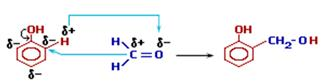 OH δ+ OH
δ- δ- H H δ+ δ- CH₂-OH
C=O
δ- H
δ-